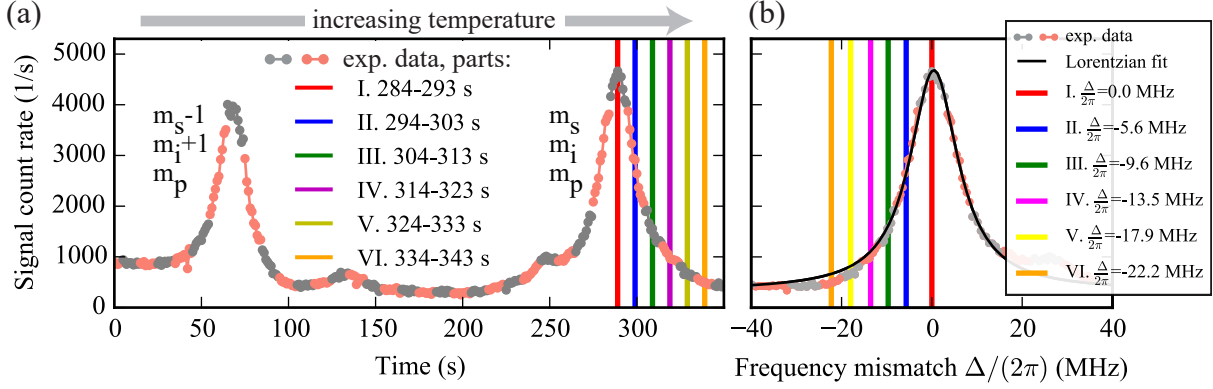 (a)
increasing temperature
5000
4000
3000
2000
1000
0
Signal count rate (1/s)
exp. data, parts:
I. 284-293 s
II. 294-303 s
III. 304-313 s
IV. 314-323 s
V. 324-333 s
VI. 334-343 s
m_s-1
m_i+1
m_p
m_s
m_i
m_p
0
50
100
150
200
250
300
Time (s)
(b)
exp. data
Lorentzian fit
I. Δ/2π=0.0 MHz
II. Δ/2π=-5.6 MHz
III. Δ/2π=-9.6 MHz
IV. Δ/2π=-13.5 MHz
V. Δ/2π=-17.9 MHz
VI. Δ/2π=-22.2 MHz
−40
−20
0
20
40
Frequency mismatch Δ/(2π) (MHz)